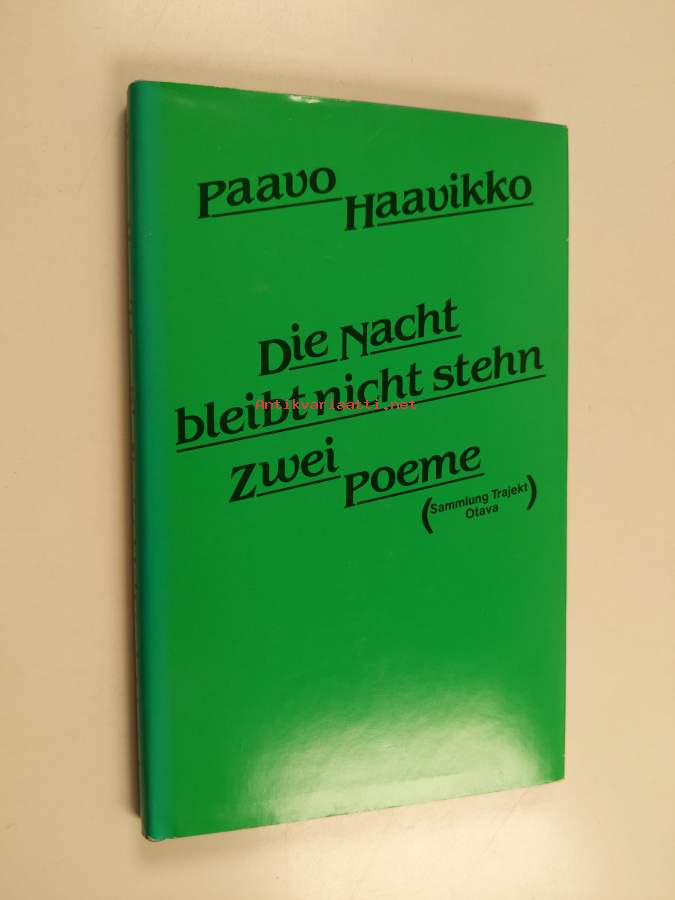 Paavo
Haavikko
Die Nacht
bleibt nicht stehn
Zwei
Poeme
(Sammlung Trajekt
Otava)
Antikvariaatti.net